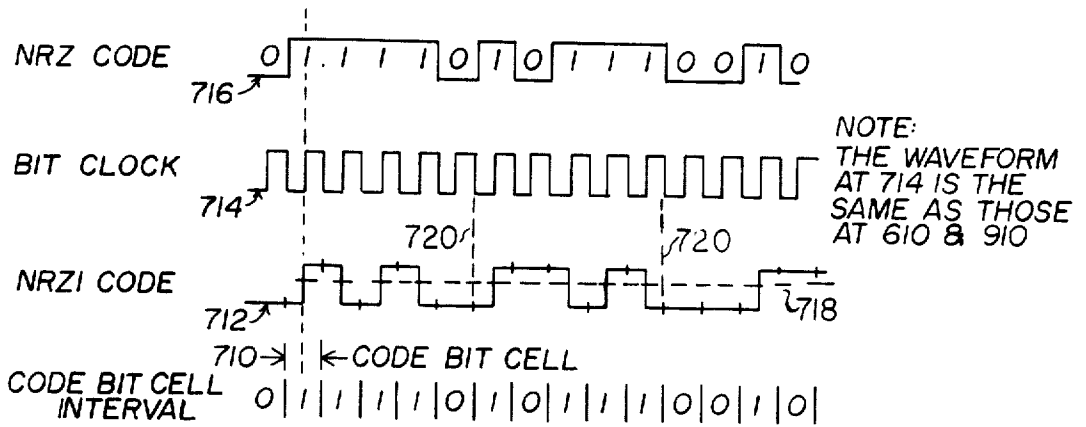 NRZ CODE
0 1 1 1 1 0 1 0 1 1 1 0 0 1 0
716
BIT CLOCK
714
NOTE:
THE WAVEFORM
AT 714 IS THE
SAME AS THOSE
AT 610 & 910
720
720
NRZI CODE
712
718
710
CODE BIT CELL
CODE BIT CELL
INTERVAL
0 | 1 | 1 | 1 | 1 | 0 | 1 | 0 | 1 | 1 | 1 | 0 | 0 | 1 | 0 |